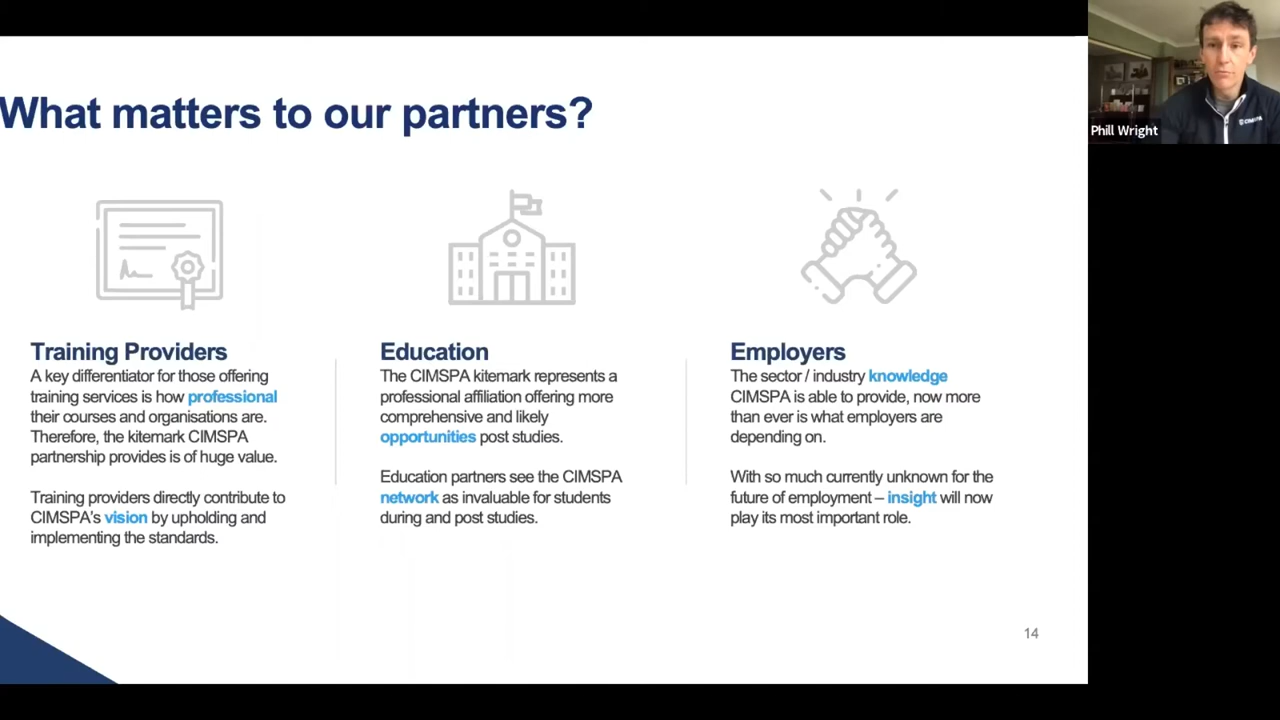 What matters to our partners?
Phill Wright
CIMSPA
Training Providers
A key differentiator for those offering
training services is how professional
their courses and organisations are.
Therefore, the kitemark CIMSPA
partnership provides is of huge value.
Training providers directly contribute to
CIMSPA's vision by upholding and
implementing the standards.
Education
The CIMSPA kitemark represents a
professional affiliation offering more
comprehensive and likely
opportunities post studies.
Education partners see the CIMSPA
network as invaluable for students
during and post studies.
Employers
The sector / industry knowledge
CIMSPA is able to provide, now more
than ever is what employers are
depending on.
With so much currently unknown for the
future of employment – insight will now
play its most important role.
14